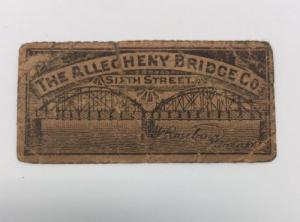 THE ALLEGHENY BRIDGE CO.
SIXTH STREET.